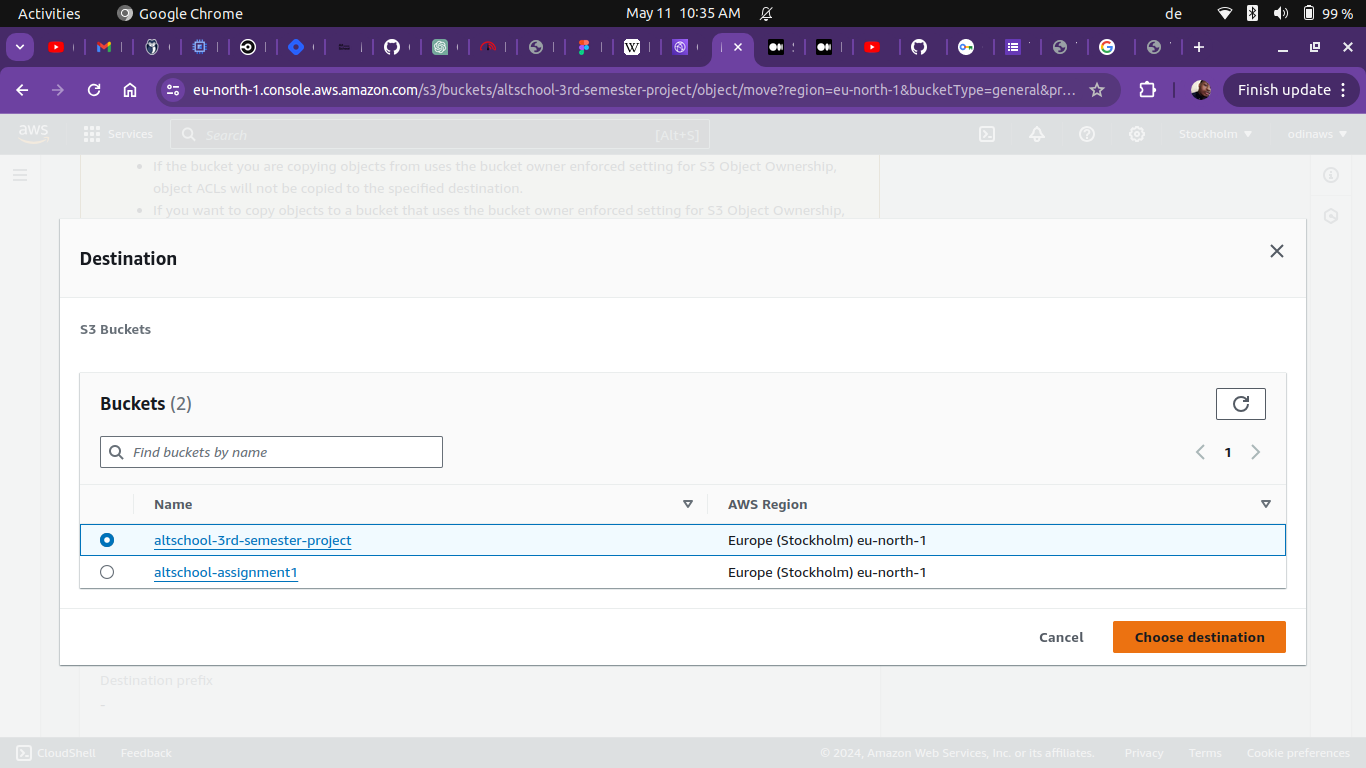 Activities Google Chrome May 11 10:35 AM de 99 %
eu-north-1.console.aws.amazon.com/s3/buckets/altschool-3rd-semester-project/object/move?region=eu-north-1&bucketType=general&pr... Finish update
aws Services Search [Alt+S] Stockholm odinaws
If the bucket you are copying objects from uses the bucket owner enforced setting for S3 Object Ownership,
object ACLs will not be copied to the specified destination.
If you want to copy objects to a bucket that uses the bucket owner enforced setting for S3 Object Ownership,
Destination
S3 Buckets
Buckets (2)
Find buckets by name 1
Name AWS Region
altschool-3rd-semester-project Europe (Stockholm) eu-north-1
altschool-assignment1 Europe (Stockholm) eu-north-1
Cancel Choose destination
Destination prefix
-
CloudShell Feedback © 2024, Amazon Web Services, Inc. or its affiliates. Privacy Terms Cookie preferences